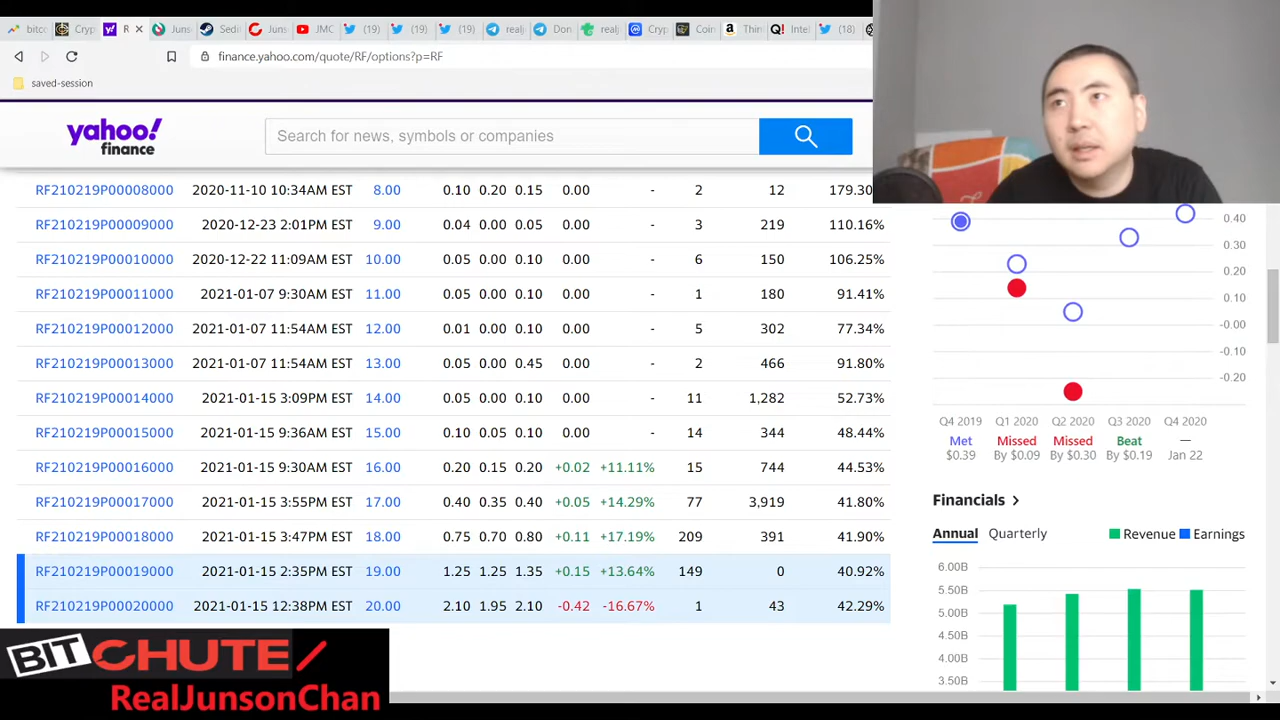 bitco Cryp R Juns Sedi Juns JMC (19) (19) (19) realj Don realj Cryp Coin Thin Intel (18)
finance.yahoo.com/quote/RF/options?p=RF
saved-session
yahoo! finance
Search for news, symbols or companies
RF210219P00008000 2020-11-10 10:34AM EST 8.00 0.10 0.20 0.15 0.00 - 2 12 179.30
RF210219P00009000 2020-12-23 2:01PM EST 9.00 0.04 0.00 0.05 0.00 - 3 219 110.16%
RF210219P00010000 2020-12-22 11:09AM EST 10.00 0.05 0.00 0.10 0.00 - 6 150 106.25%
RF210219P00011000 2021-01-07 9:30AM EST 11.00 0.05 0.00 0.10 0.00 - 1 180 91.41%
RF210219P00012000 2021-01-07 11:54AM EST 12.00 0.01 0.00 0.10 0.00 - 5 302 77.34%
RF210219P00013000 2021-01-07 11:54AM EST 13.00 0.05 0.00 0.45 0.00 - 2 466 91.80%
RF210219P00014000 2021-01-15 3:09PM EST 14.00 0.05 0.00 0.10 0.00 - 11 1,282 52.73%
RF210219P00015000 2021-01-15 9:36AM EST 15.00 0.10 0.05 0.10 0.00 - 14 344 48.44%
RF210219P00016000 2021-01-15 9:30AM EST 16.00 0.20 0.15 0.20 +0.02 +11.11% 15 744 44.53%
RF210219P00017000 2021-01-15 3:55PM EST 17.00 0.40 0.35 0.40 +0.05 +14.29% 77 3,919 41.80%
RF210219P00018000 2021-01-15 3:47PM EST 18.00 0.75 0.70 0.80 +0.11 +17.19% 209 391 41.90%
RF210219P00019000 2021-01-15 2:35PM EST 19.00 1.25 1.25 1.35 +0.15 +13.64% 149 0 40.92%
RF210219P00020000 2021-01-15 12:38PM EST 20.00 2.10 1.95 2.10 -0.42 -16.67% 1 43 42.29%
0.40
0.30
0.20
0.10
-0.00
-0.10
-0.20
Q4 2019 Q1 2020 Q2 2020 Q3 2020 Q4 2020
Met Missed Missed Beat —
$0.39 By $0.09 By $0.30 By $0.19 Jan 22
Financials
Annual Quarterly Revenue Earnings
6.00B
5.50B
5.00B
4.50B
4.00B
3.50B
BITCHUTE/
RealJunsonChan